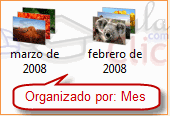 marzo de febrero de
2008 2008
Organizado por: Mes